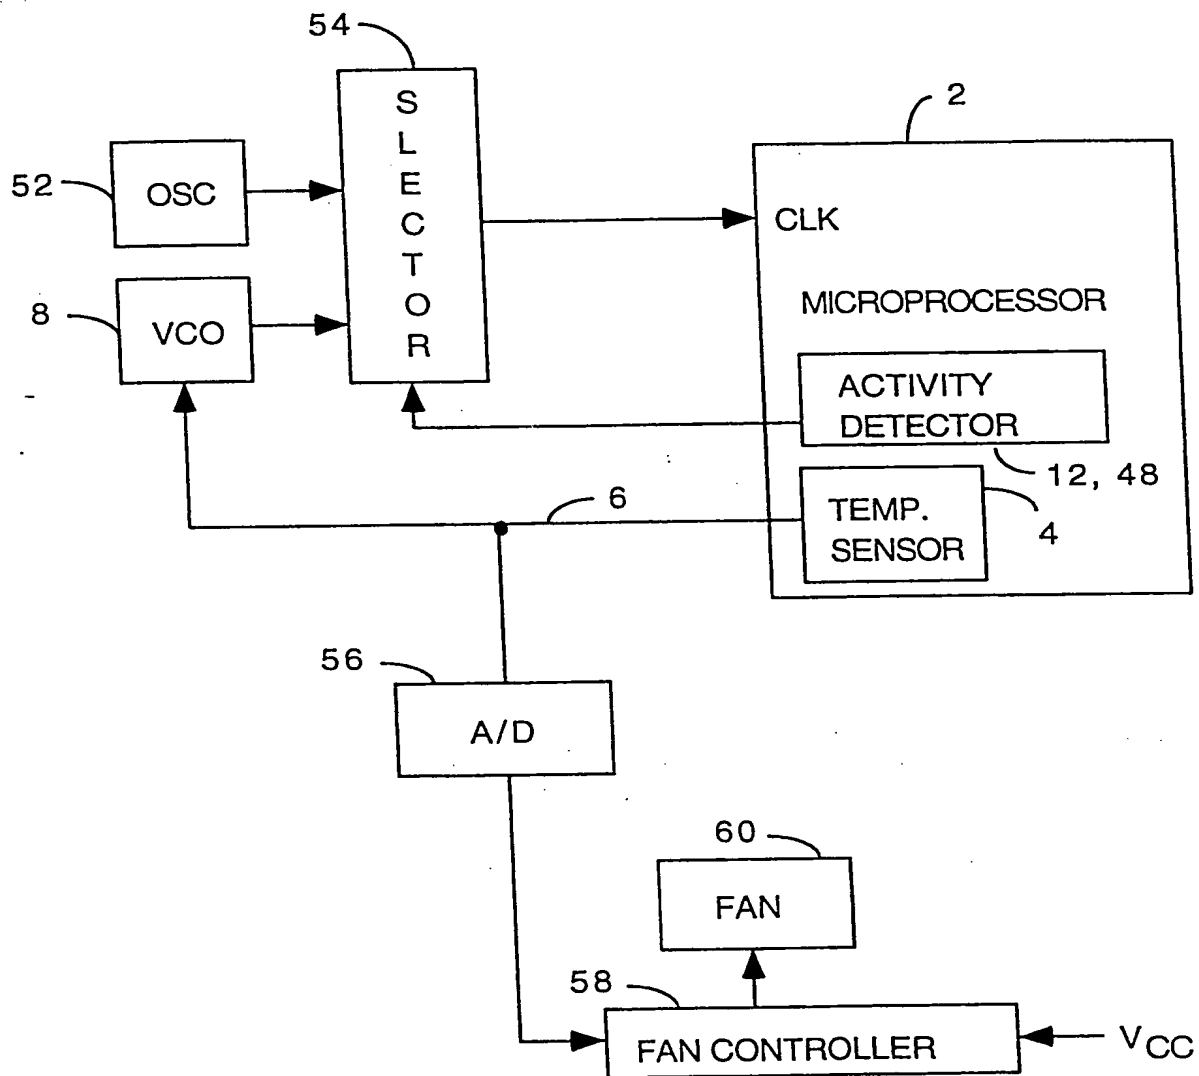 54
SLECTOR
2
52
OSC
CLK
8
VCO
MICROPROCESSOR
ACTIVITY
DETECTOR
12, 48
6
TEMP.
SENSOR
4
56
A/D
60
FAN
58
FAN CONTROLLER
VCC